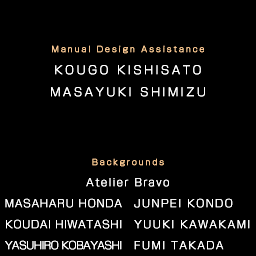 Manual Design Assistance
KOUGO KISHISATO
MASAYUKI SHIMIZU
Backgrounds
Atelier Bravo
MASAHARU HONDA JUNPEI KONDO
KOUDAI HIWATASHI YUUKI KAWAKAMI
YASUHIRO KOBAYASHI FUMI TAKADA